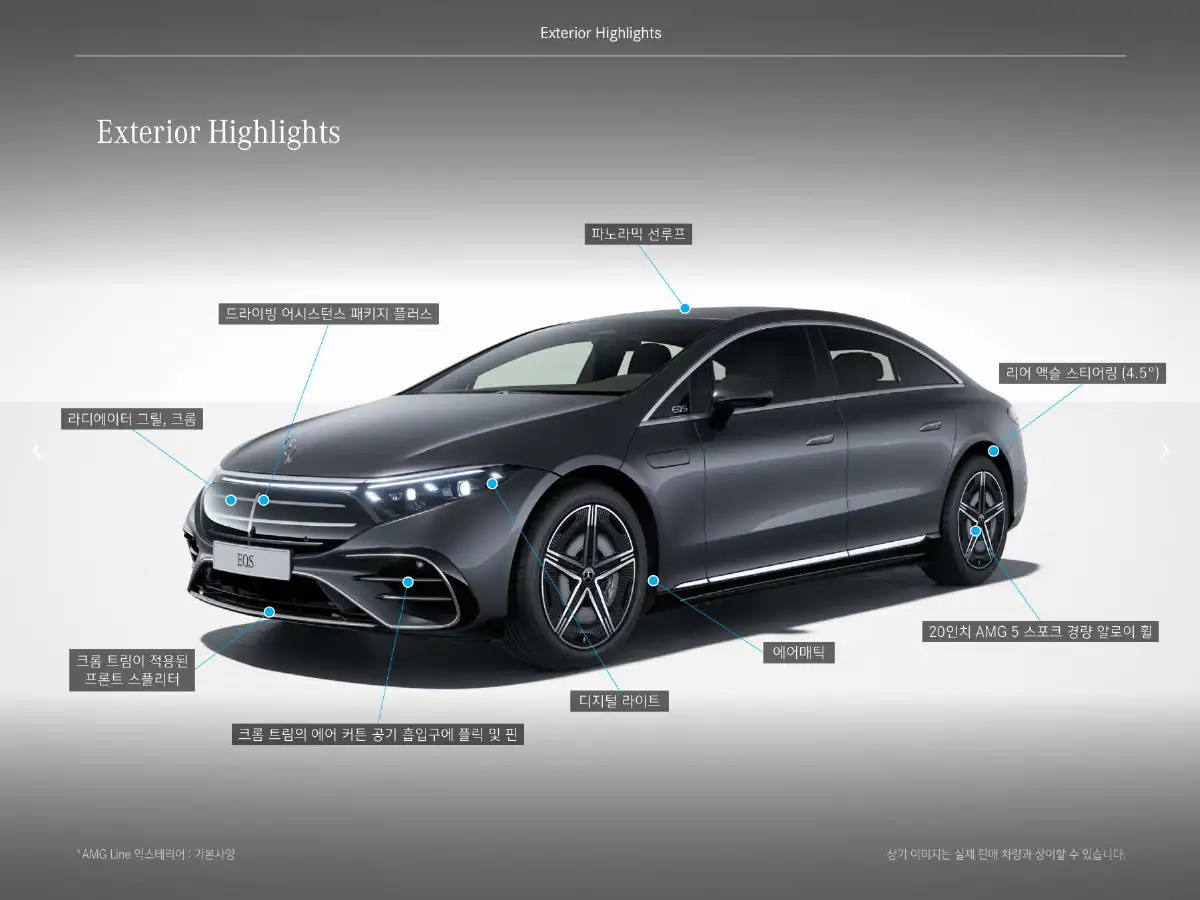 Exterior Highlights
Exterior Highlights
파노라믹 선루프
드라이빙 어시스턴스 패키지 플러스
리어 액슬 스티어링 (4.5°)
라디에이터 그릴, 크롬
EQS
EQS
20인치 AMG 5 스포크 경량 알로이 휠
에어매틱
크롬 트림이 적용된
프론트 스플리터
디지털 라이트
크롬 트림의 에어 커튼 공기 흡입구에 플릭 및 핀
*AMG Line 익스테리어 : 기본사양
상기 이미지는 실제 판매 차량과 상이할 수 있습니다.